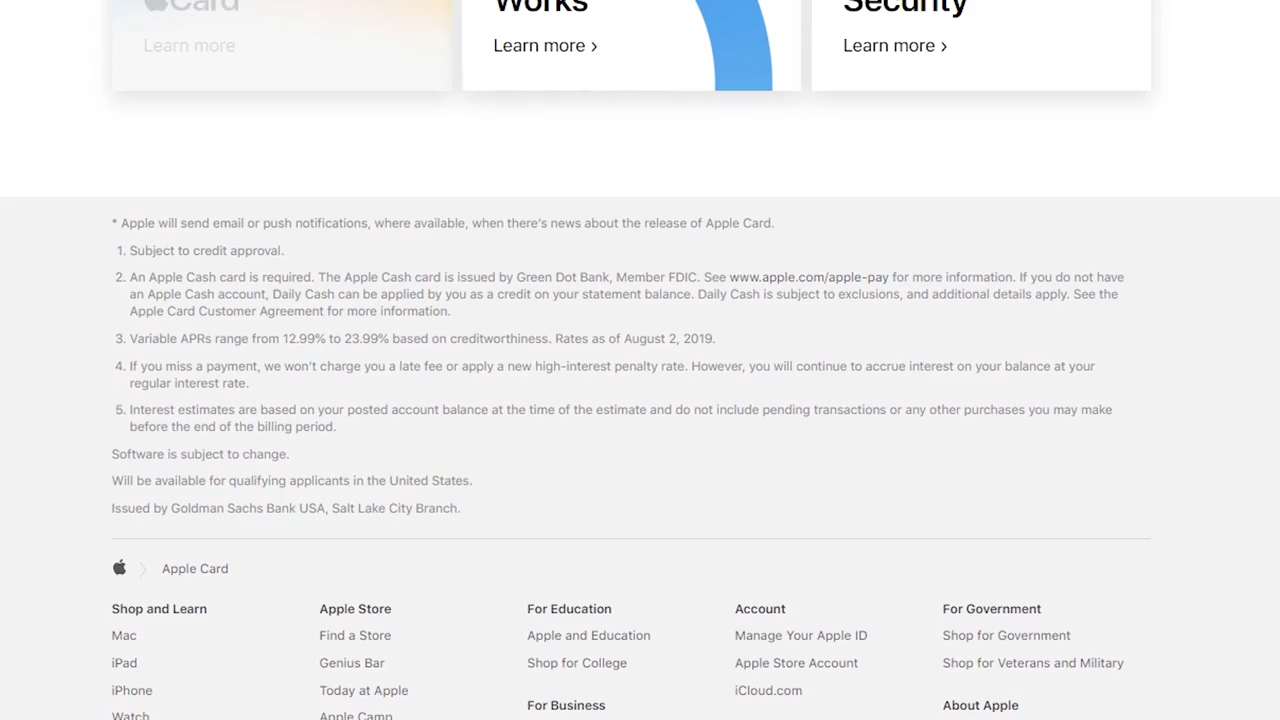 Card
Works
Security
Learn more
Learn more ›
Learn more ›
* Apple will send email or push notifications, where available, when there's news about the release of Apple Card.
1. Subject to credit approval.
2. An Apple Cash card is required. The Apple Cash card is issued by Green Dot Bank, Member FDIC. See www.apple.com/apple-pay for more information. If you do not have
an Apple Cash account, Daily Cash can be applied by you as a credit on your statement balance. Daily Cash is subject to exclusions, and additional details apply. See the
Apple Card Customer Agreement for more information.
3. Variable APRs range from 12.99% to 23.99% based on creditworthiness. Rates as of August 2, 2019.
4. If you miss a payment, we won't charge you a late fee or apply a new high-interest penalty rate. However, you will continue to accrue interest on your balance at your
regular interest rate.
5. Interest estimates are based on your posted account balance at the time of the estimate and do not include pending transactions or any other purchases you may make
before the end of the billing period.
Software is subject to change.
Will be available for qualifying applicants in the United States.
Issued by Goldman Sachs Bank USA, Salt Lake City Branch.
Apple Card
Shop and Learn
Mac
iPad
iPhone
Watch
Apple Store
Find a Store
Genius Bar
Today at Apple
Apple Camp
For Education
Apple and Education
Shop for College
For Business
Account
Manage Your Apple ID
Apple Store Account
iCloud.com
For Government
Shop for Government
Shop for Veterans and Military
About Apple